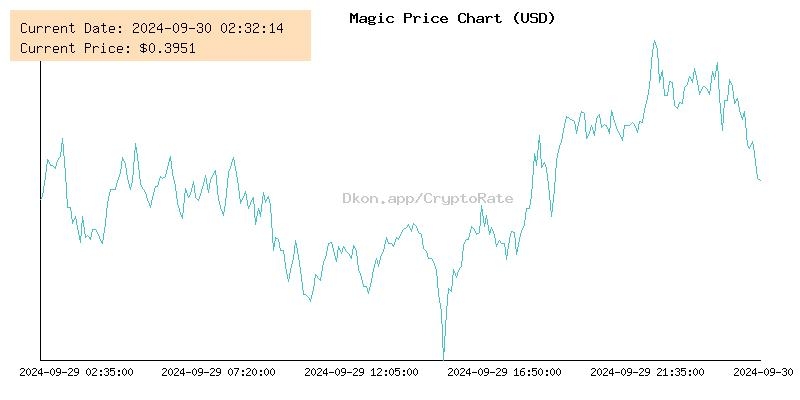 Magic Price Chart (USD)
Current Date: 2024-09-30 02:32:14
Current Price: $0.3951
Dkon.app/CryptoRate
2024-09-29 02:35:00 2024-09-29 07:20:00 2024-09-29 12:05:00 2024-09-29 16:50:00 2024-09-29 21:35:00 2024-09-30